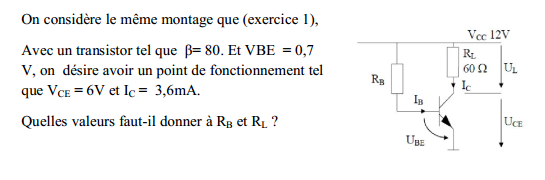 On considère le même montage que (exercice 1),
Avec un transistor tel que β= 80. Et VBE = 0,7
V, on désire avoir un point de fonctionnement tel
que VCE = 6V et IC = 3,6mA.
Quelles valeurs faut-il donner à RB et RL ?
Vcc 12V
RL
60 Ω
UL
RB
IC
IB
UCE
UBE